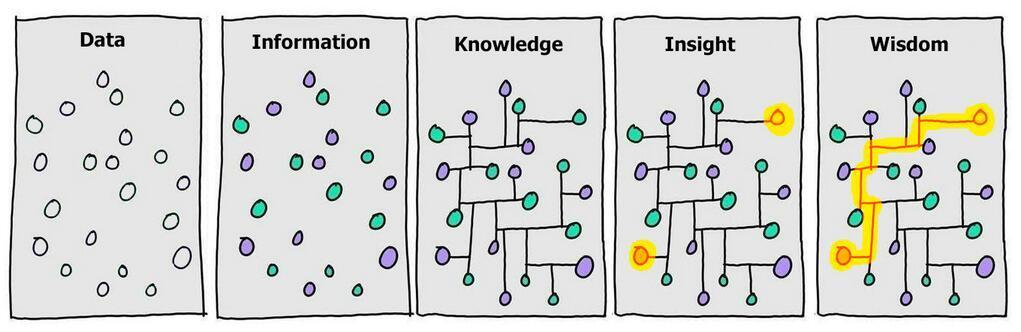 Data
Information
Knowledge
Insight
Wisdom